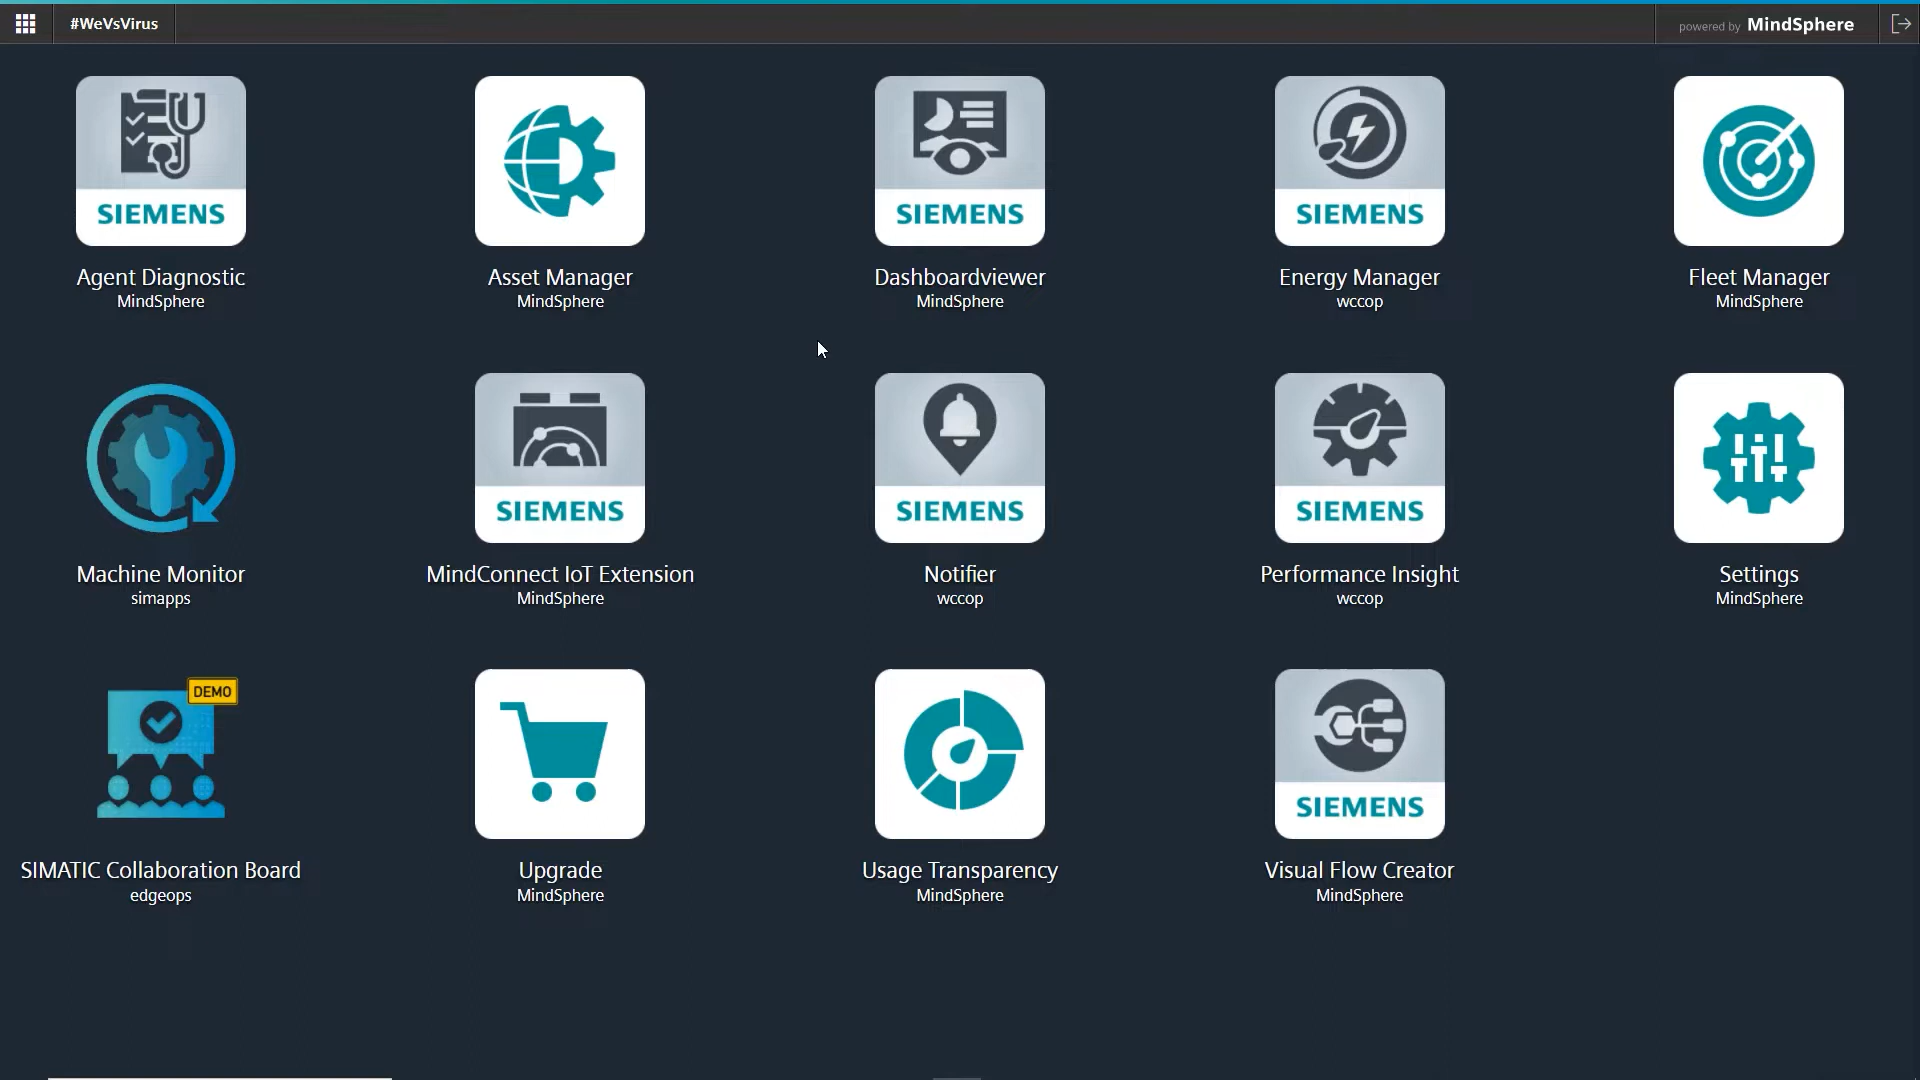 #WeVsVirus
powered by MindSphere
SIEMENS
Agent Diagnostic
MindSphere
Asset Manager
MindSphere
SIEMENS
Dashboardviewer
MindSphere
SIEMENS
Energy Manager
wccop
Fleet Manager
MindSphere
Machine Monitor
simapps
SIEMENS
MindConnect IoT Extension
MindSphere
SIEMENS
Notifier
wccop
SIEMENS
Performance Insight
wccop
Settings
MindSphere
DEMO
SIMATIC Collaboration Board
edgeops
Upgrade
MindSphere
Usage Transparency
MindSphere
SIEMENS
Visual Flow Creator
MindSphere